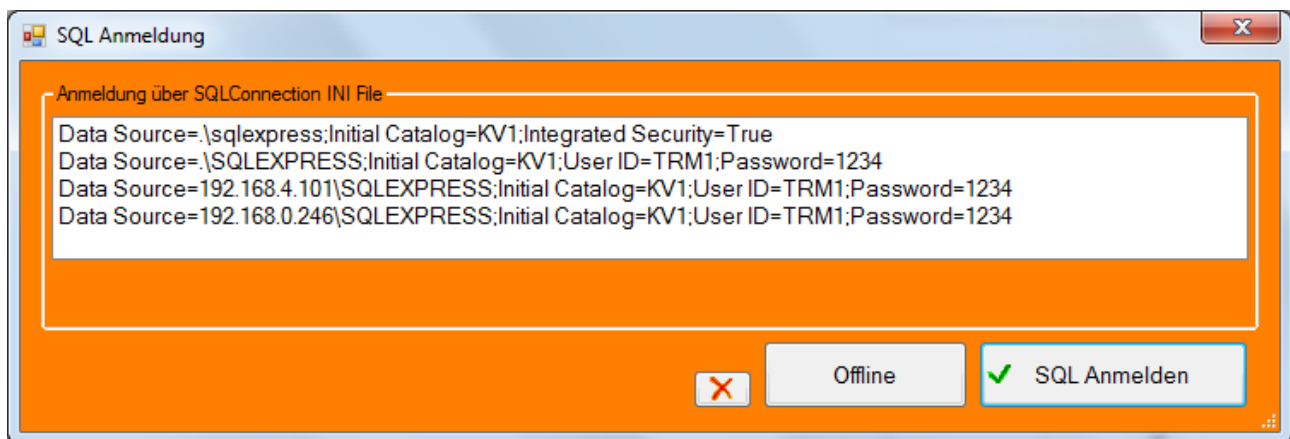 SQL Anmeldung
Anmeldung über SQLConnection INI File
Data Source=.\sqlexpress;Initial Catalog=KV1;Integrated Security=True
Data Source=.\SQLEXPRESS;Initial Catalog=KV1;User ID=TRM1;Password=1234
Data Source=192.168.4.101\SQLEXPRESS;Initial Catalog=KV1;User ID=TRM1;Password=1234
Data Source=192.168.0.246\SQLEXPRESS;Initial Catalog=KV1;User ID=TRM1;Password=1234
Offline
SQL Anmelden